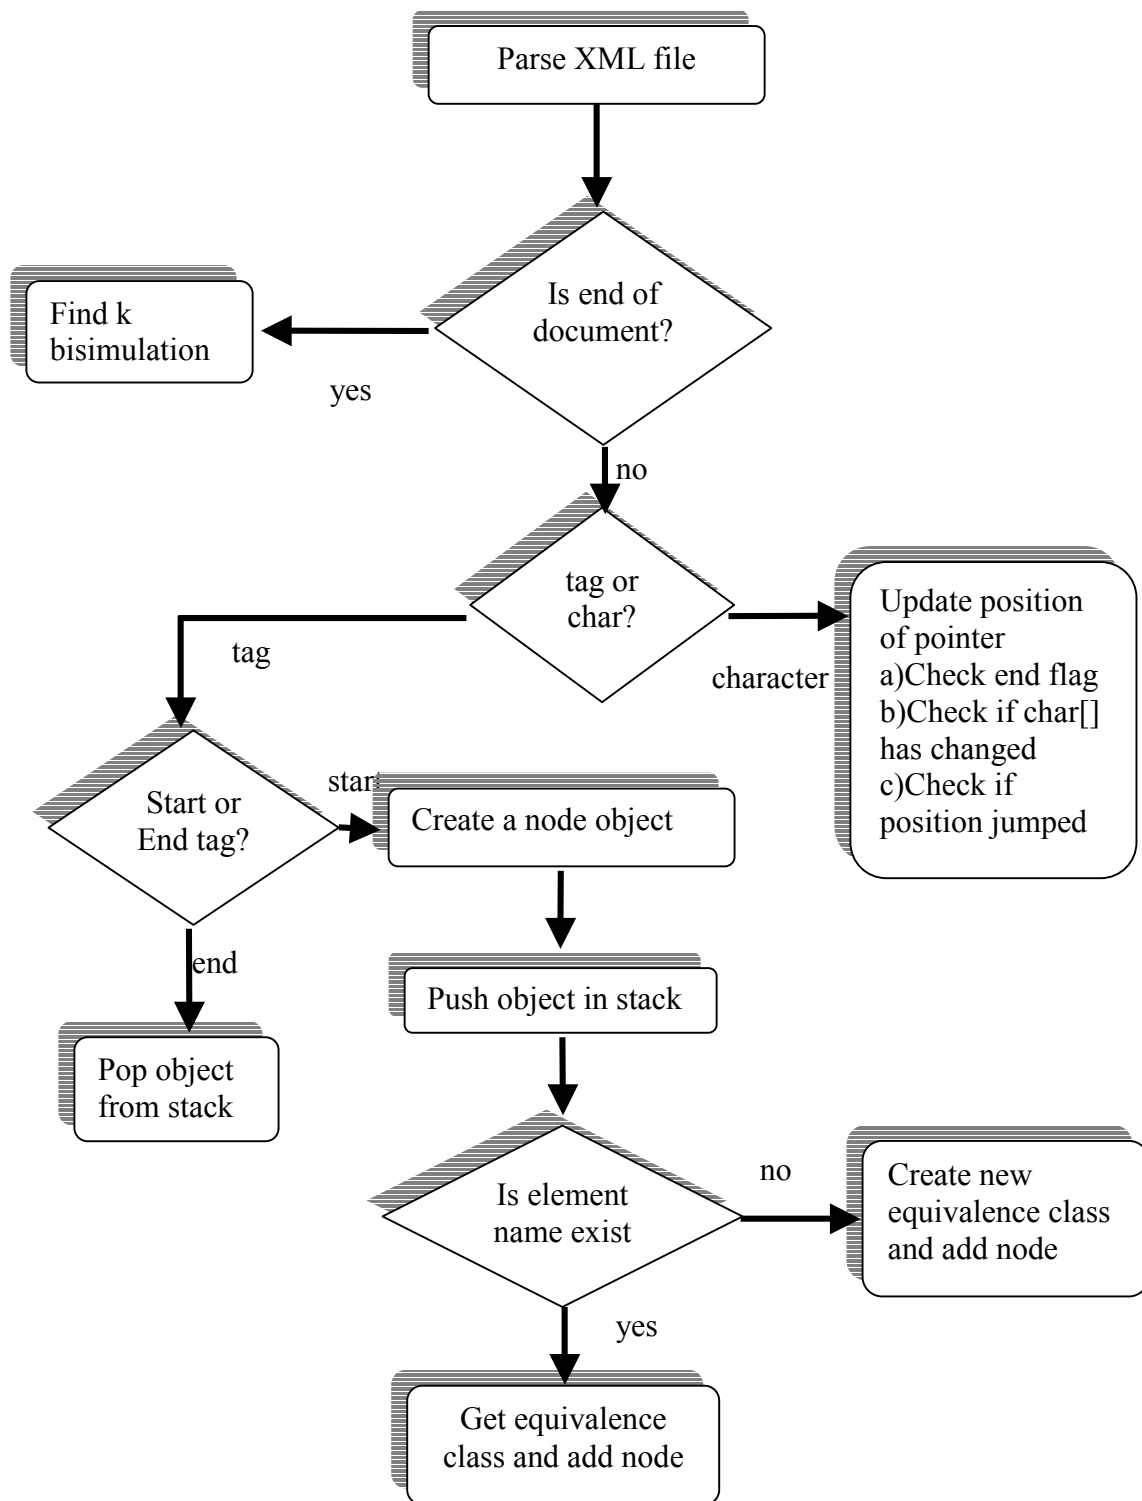 Parse XML file
Is end of
document?
Find k
bisimulation
yes
no
tag or
char?
tag
character
Update position
of pointer
a)Check end flag
b)Check if char[]
has changed
c)Check if
position jumped
Start or
End tag?
start
Create a node object
end
Push object in stack
Pop object
from stack
Is element
name exist
no
Create new
equivalence class
and add node
yes
Get equivalence
class and add node